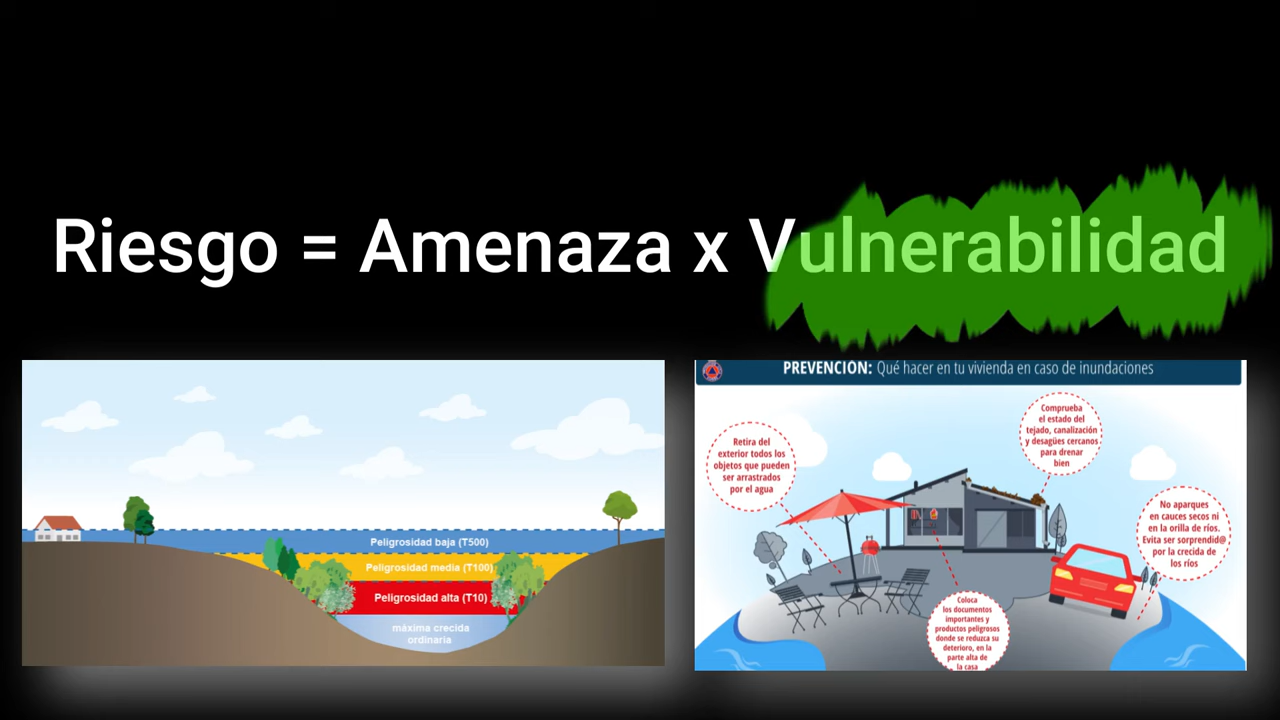 Riesgo = Amenaza x Vulnerabilidad
Peligrosidad baja (T500)
Peligrosidad media (T100)
Peligrosidad alta (T10)
máxima crecida
ordinaria
PREVENCIÓN: Qué hacer en tu vivienda en caso de inundaciones
Retira del
exterior todos los
objetos que pueden
ser arrastrados
por el agua
Comprueba
el estado del
tejado, canalización
y desagües cercanos
para drenar
bien
No aparques
en cauces secos ni
en la orilla de ríos.
Evita ser sorprendid@
por la crecida de
los ríos
Coloca
los documentos
importantes y
productos peligrosos
donde se reduzca su
deterioro, en la
parte alta de
la casa